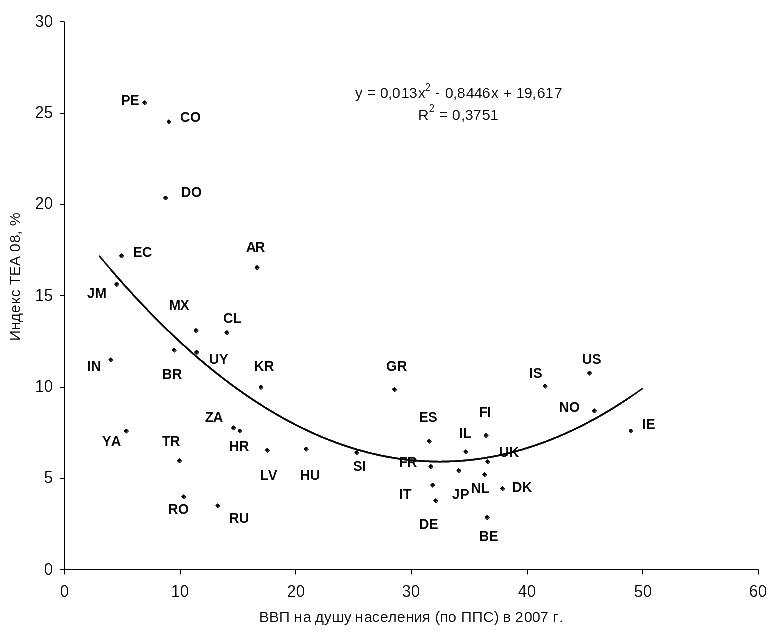 30
y = 0,013x² - 0,8446x + 19,617
R² = 0,3751
PE
CO
25
DO
20
AR
EC
JM
15
MX
CL
UY
IN
BR
KR
GR
IS
US
10
NO
IE
ZA
ES
FI
IL
YA
TR
HR
UK
FR
SI
LV
HU
5
IT
JP
NL
DK
RO
RU
DE
BE
0
0 10 20 30 40 50 60
ВВП на душу населения (по ППС) в 2007 г.
Индекс TEA 08, %